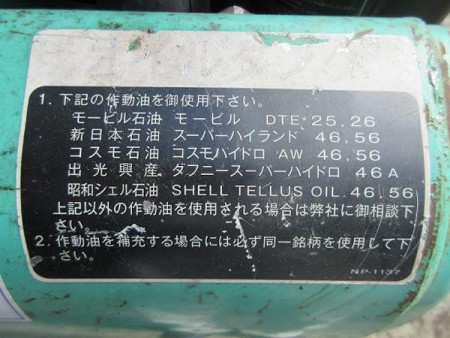 1. 下記の作動油を御使用下さい。
モービル石油 モービル DTE-25,26
新日本石油 スーパーハイランド 46,56
コスモ石油 コスモハイドロ AW 46,56
出光興産 ダフニースーパーハイドロ 46A
昭和シェル石油 SHELL TELLUS OIL.46,56
上記以外の作動油を使用される場合は弊社に御相談下さい。
2. 作動油を補充する場合には必ず同一銘柄を使用して下さい。
NP-1137